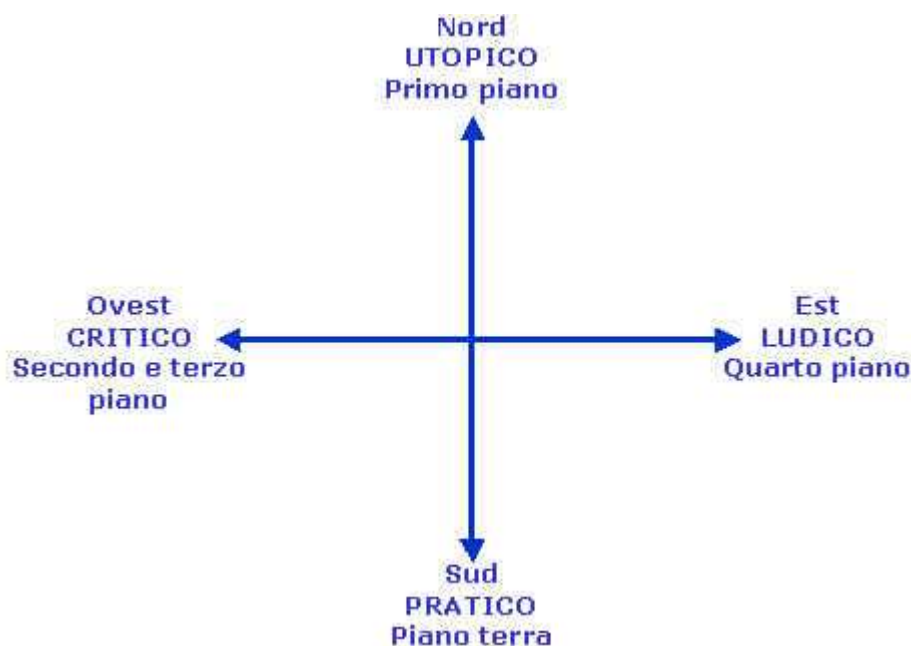 Nord
UTOPICO
Primo piano
Ovest
CRITICO
Secondo e terzo
piano
Est
LUDICO
Quarto piano
Sud
PRATICO
Piano terra